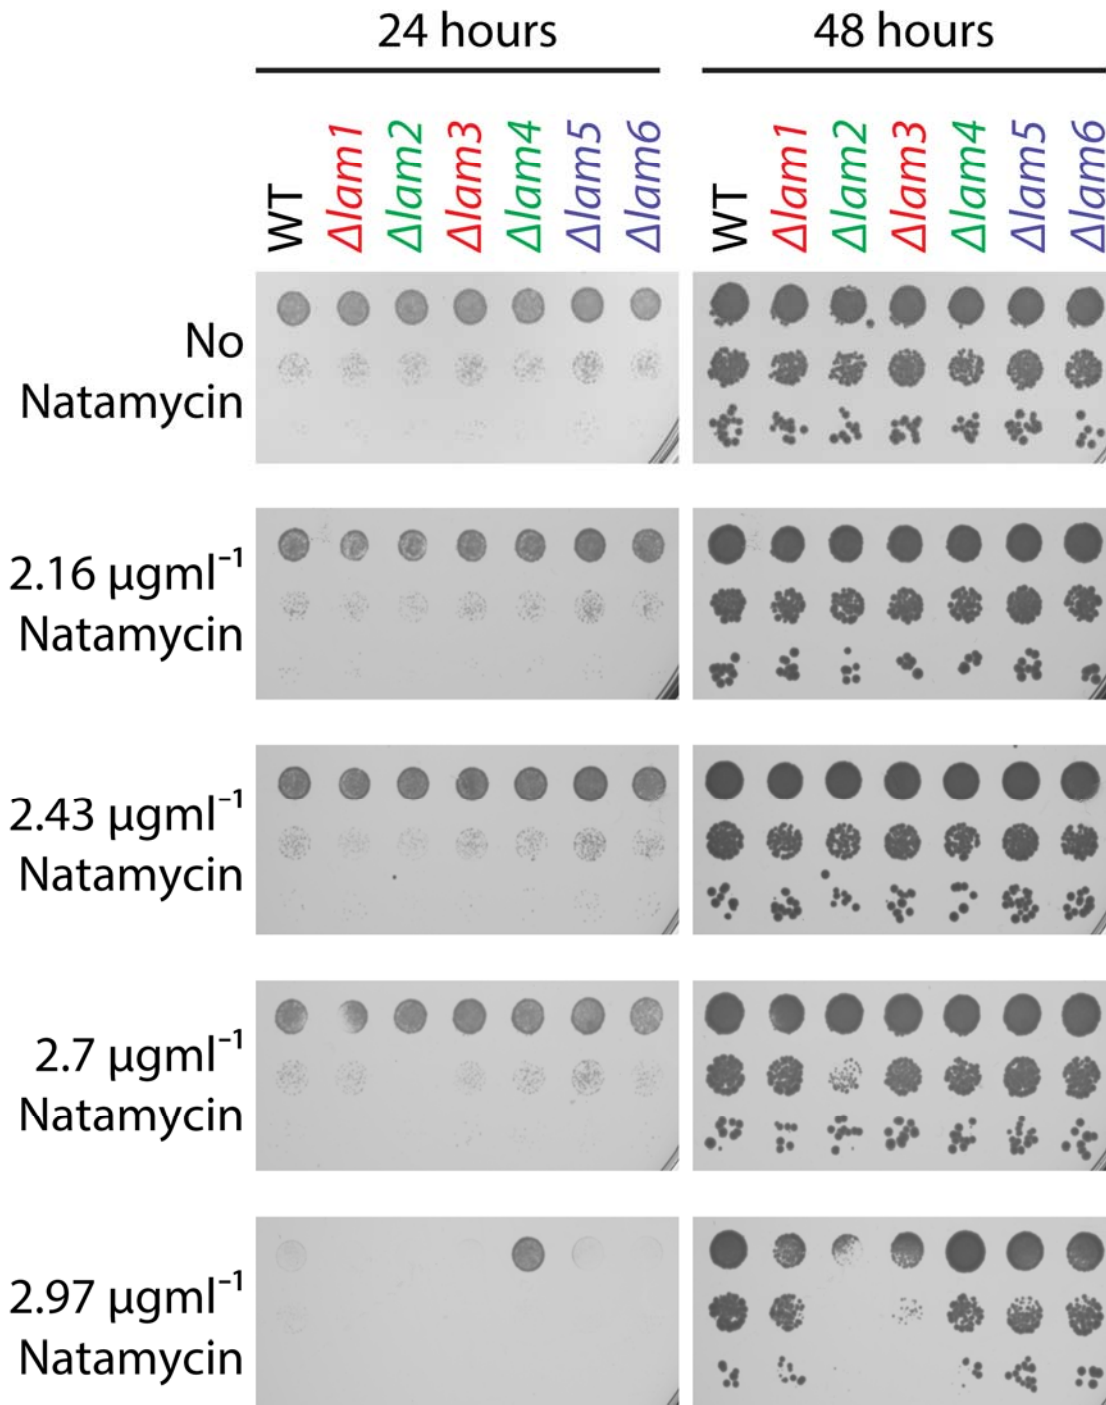 24 hours
48 hours
WT Δlam1 Δlam2 Δlam3 Δlam4 Δlam5 Δlam6
WT Δlam1 Δlam2 Δlam3 Δlam4 Δlam5 Δlam6
No
Natamycin
2.16 µgml⁻¹
Natamycin
2.43 µgml⁻¹
Natamycin
2.7 µgml⁻¹
Natamycin
2.97 µgml⁻¹
Natamycin